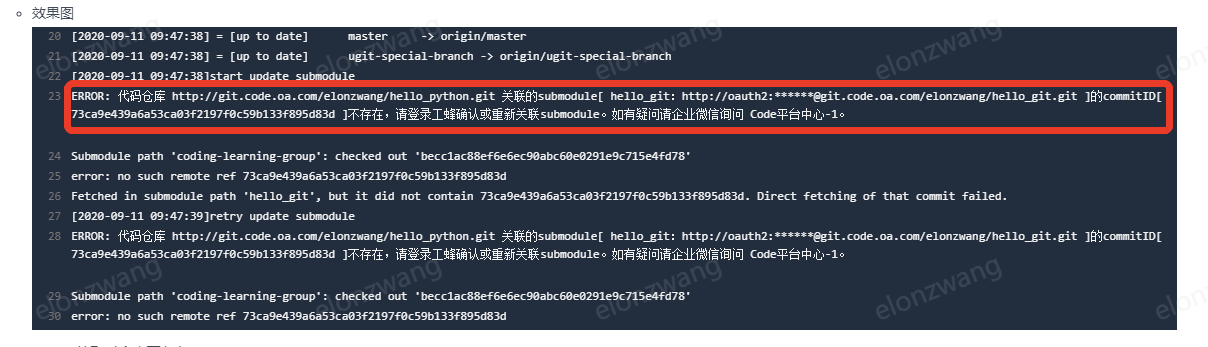 效果图
20 [2020-09-11 09:47:38] = [up to date]      master     -> origin/master
21 [2020-09-11 09:47:38] = [up to date]      ugit-special-branch -> origin/ugit-special-branch
22 [2020-09-11 09:47:38]start update submodule
23 ERROR: 代码仓库 http://git.code.oa.com/elonzwang/hello_python.git 关联的submodule[ hello_git: http://oauth2:******@git.code.oa.com/elonzwang/hello_git.git ]的commitID[
73ca9e439a6a53ca03f2197f0c59b133f895d83d ]不存在，请登录工蜂确认或重新关联submodule。如有疑问请企业微信询问 Code平台中心-1。
24 Submodule path 'coding-learning-group': checked out 'becc1ac88ef6e6ec90abc60e0291e9c715e4fd78'
25 error: no such remote ref 73ca9e439a6a53ca03f2197f0c59b133f895d83d
26 Fetched in submodule path 'hello_git', but it did not contain 73ca9e439a6a53ca03f2197f0c59b133f895d83d. Direct fetching of that commit failed.
27 [2020-09-11 09:47:39]retry update submodule
28 ERROR: 代码仓库 http://git.code.oa.com/elonzwang/hello_python.git 关联的submodule[ hello_git: http://oauth2:******@git.code.oa.com/elonzwang/hello_git.git ]的commitID[
73ca9e439a6a53ca03f2197f0c59b133f895d83d ]不存在，请登录工蜂确认或重新关联submodule。如有疑问请企业微信询问 Code平台中心-1。
29 Submodule path 'coding-learning-group': checked out 'becc1ac88ef6e6ec90abc60e0291e9c715e4fd78'
30 error: no such remote ref 73ca9e439a6a53ca03f2197f0c59b133f895d83d
elonzwang
elonzwang
elonzwang
elonzwang
elonzwang
elonzwang
elonzwang